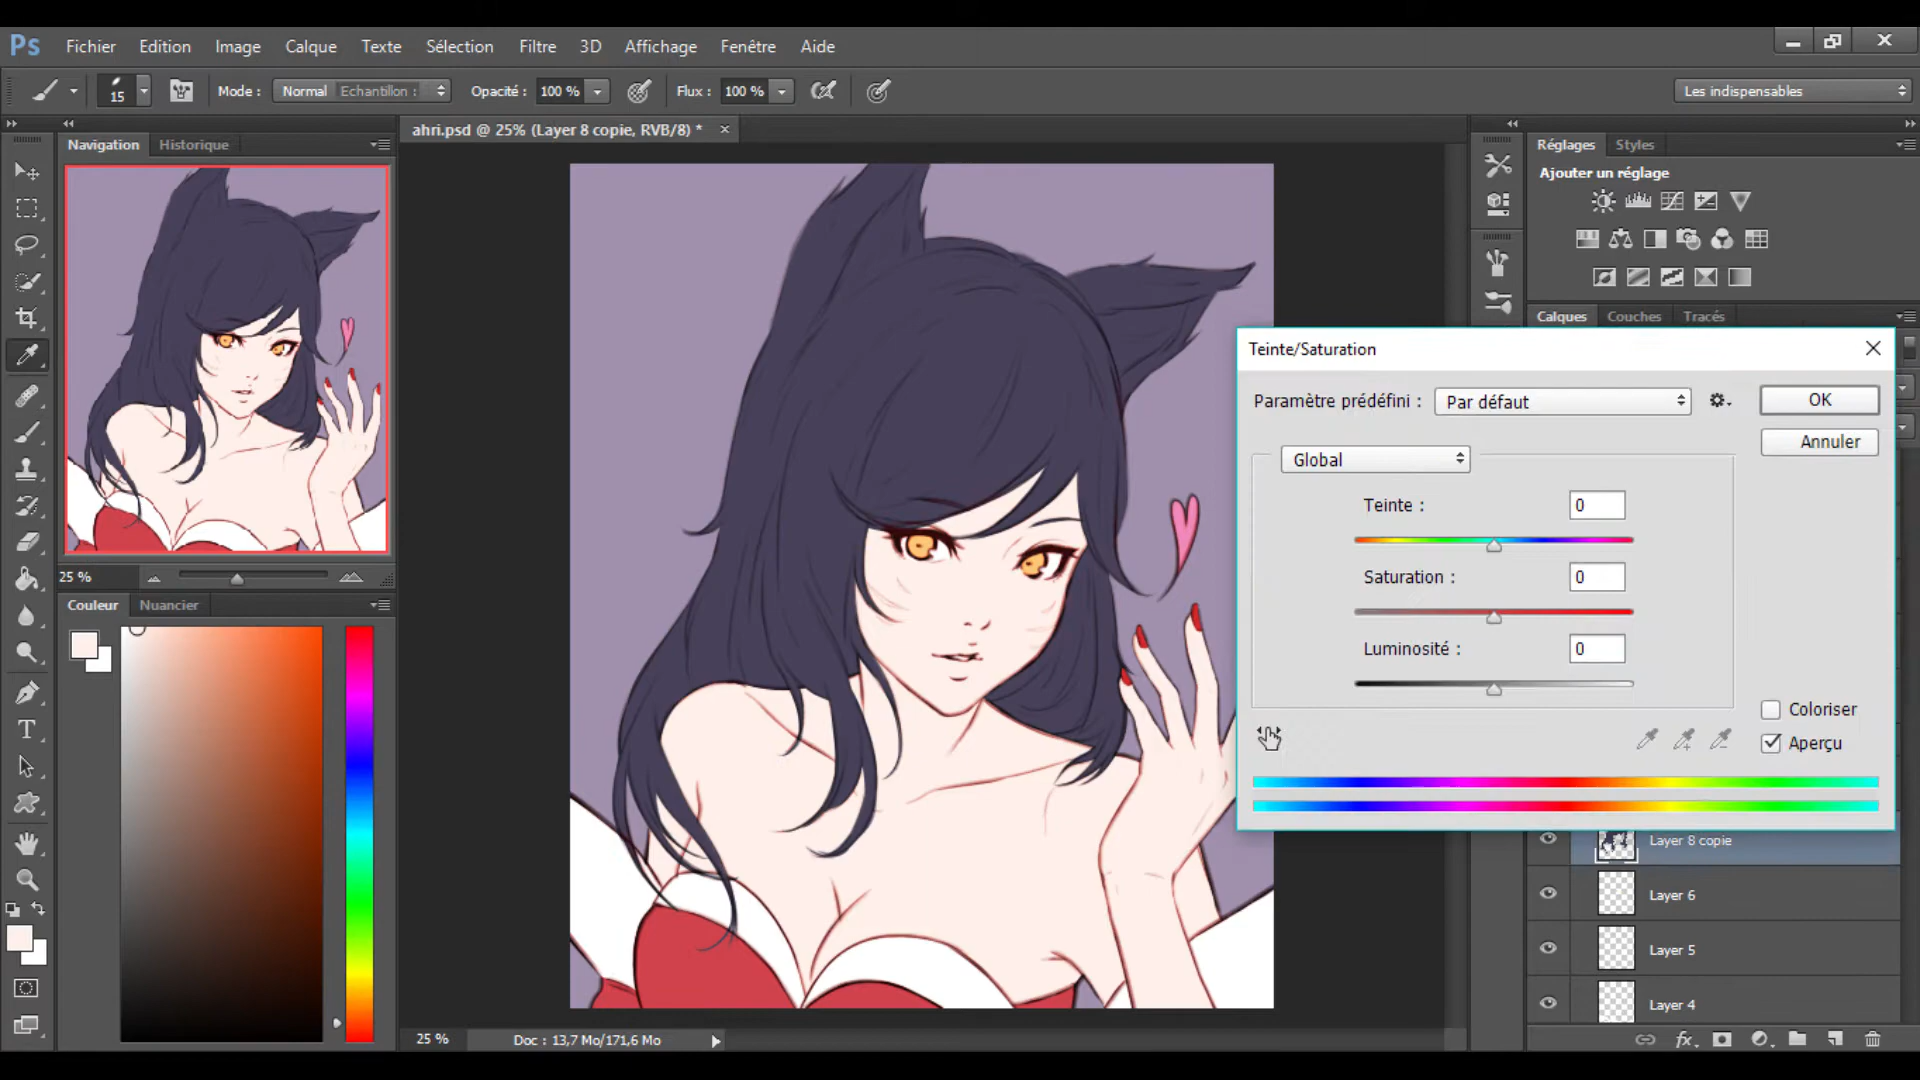 Ps Fichier Edition Image Calque Texte Sélection Filtre 3D Affichage Fenêtre Aide
15 Mode : Normal Echantillon : Opacité : 100 % Flux : 100 % Les indispensables
ahri.psd @ 25% (Layer 8 copie, RVB/8) * ×
Navigation Historique
Réglages Styles
Ajouter un réglage
Calques Couches Tracés
Teinte/Saturation
Paramètre prédéfini : Par défaut
OK
Annuler
Global
Teinte : 0
Saturation : 0
Luminosité : 0
Coloriser
Aperçu
25 %
Couleur Nuancier
T
Layer 8 copie
Layer 6
Layer 5
Layer 4
25 % Doc : 13,7 Mo/171,6 Mo
fx